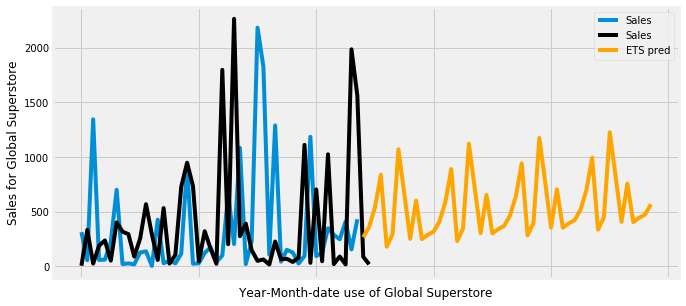 Sales
Sales
ETS pred
Sales for Global Superstore
2000
1500
1000
500
0
Year-Month-date use of Global Superstore